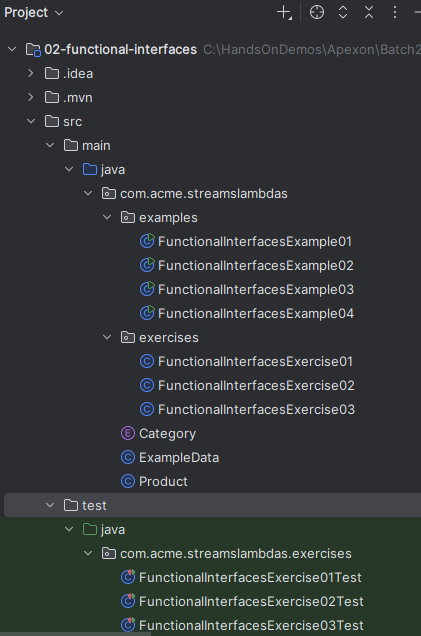 Project
02-functional-interfaces C:\HandsOnDemos\Apexon\Batch2
.idea
.mvn
src
main
java
com.acme.streamslambdas
examples
FunctionalInterfacesExample01
FunctionalInterfacesExample02
FunctionalInterfacesExample03
FunctionalInterfacesExample04
exercises
FunctionalInterfacesExercise01
FunctionalInterfacesExercise02
FunctionalInterfacesExercise03
Category
ExampleData
Product
test
java
com.acme.streamslambdas.exercises
FunctionalInterfacesExercise01Test
FunctionalInterfacesExercise02Test
FunctionalInterfacesExercise03Test